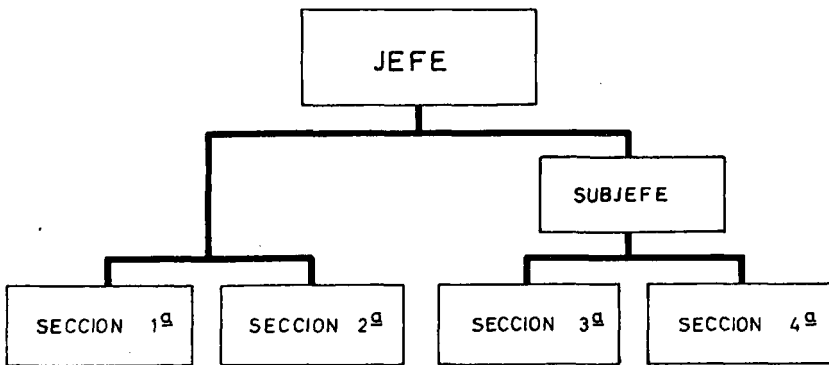 JEFE
SUBJEFE
SECCION 1ª
SECCION 2ª
SECCION 3ª
SECCION 4ª